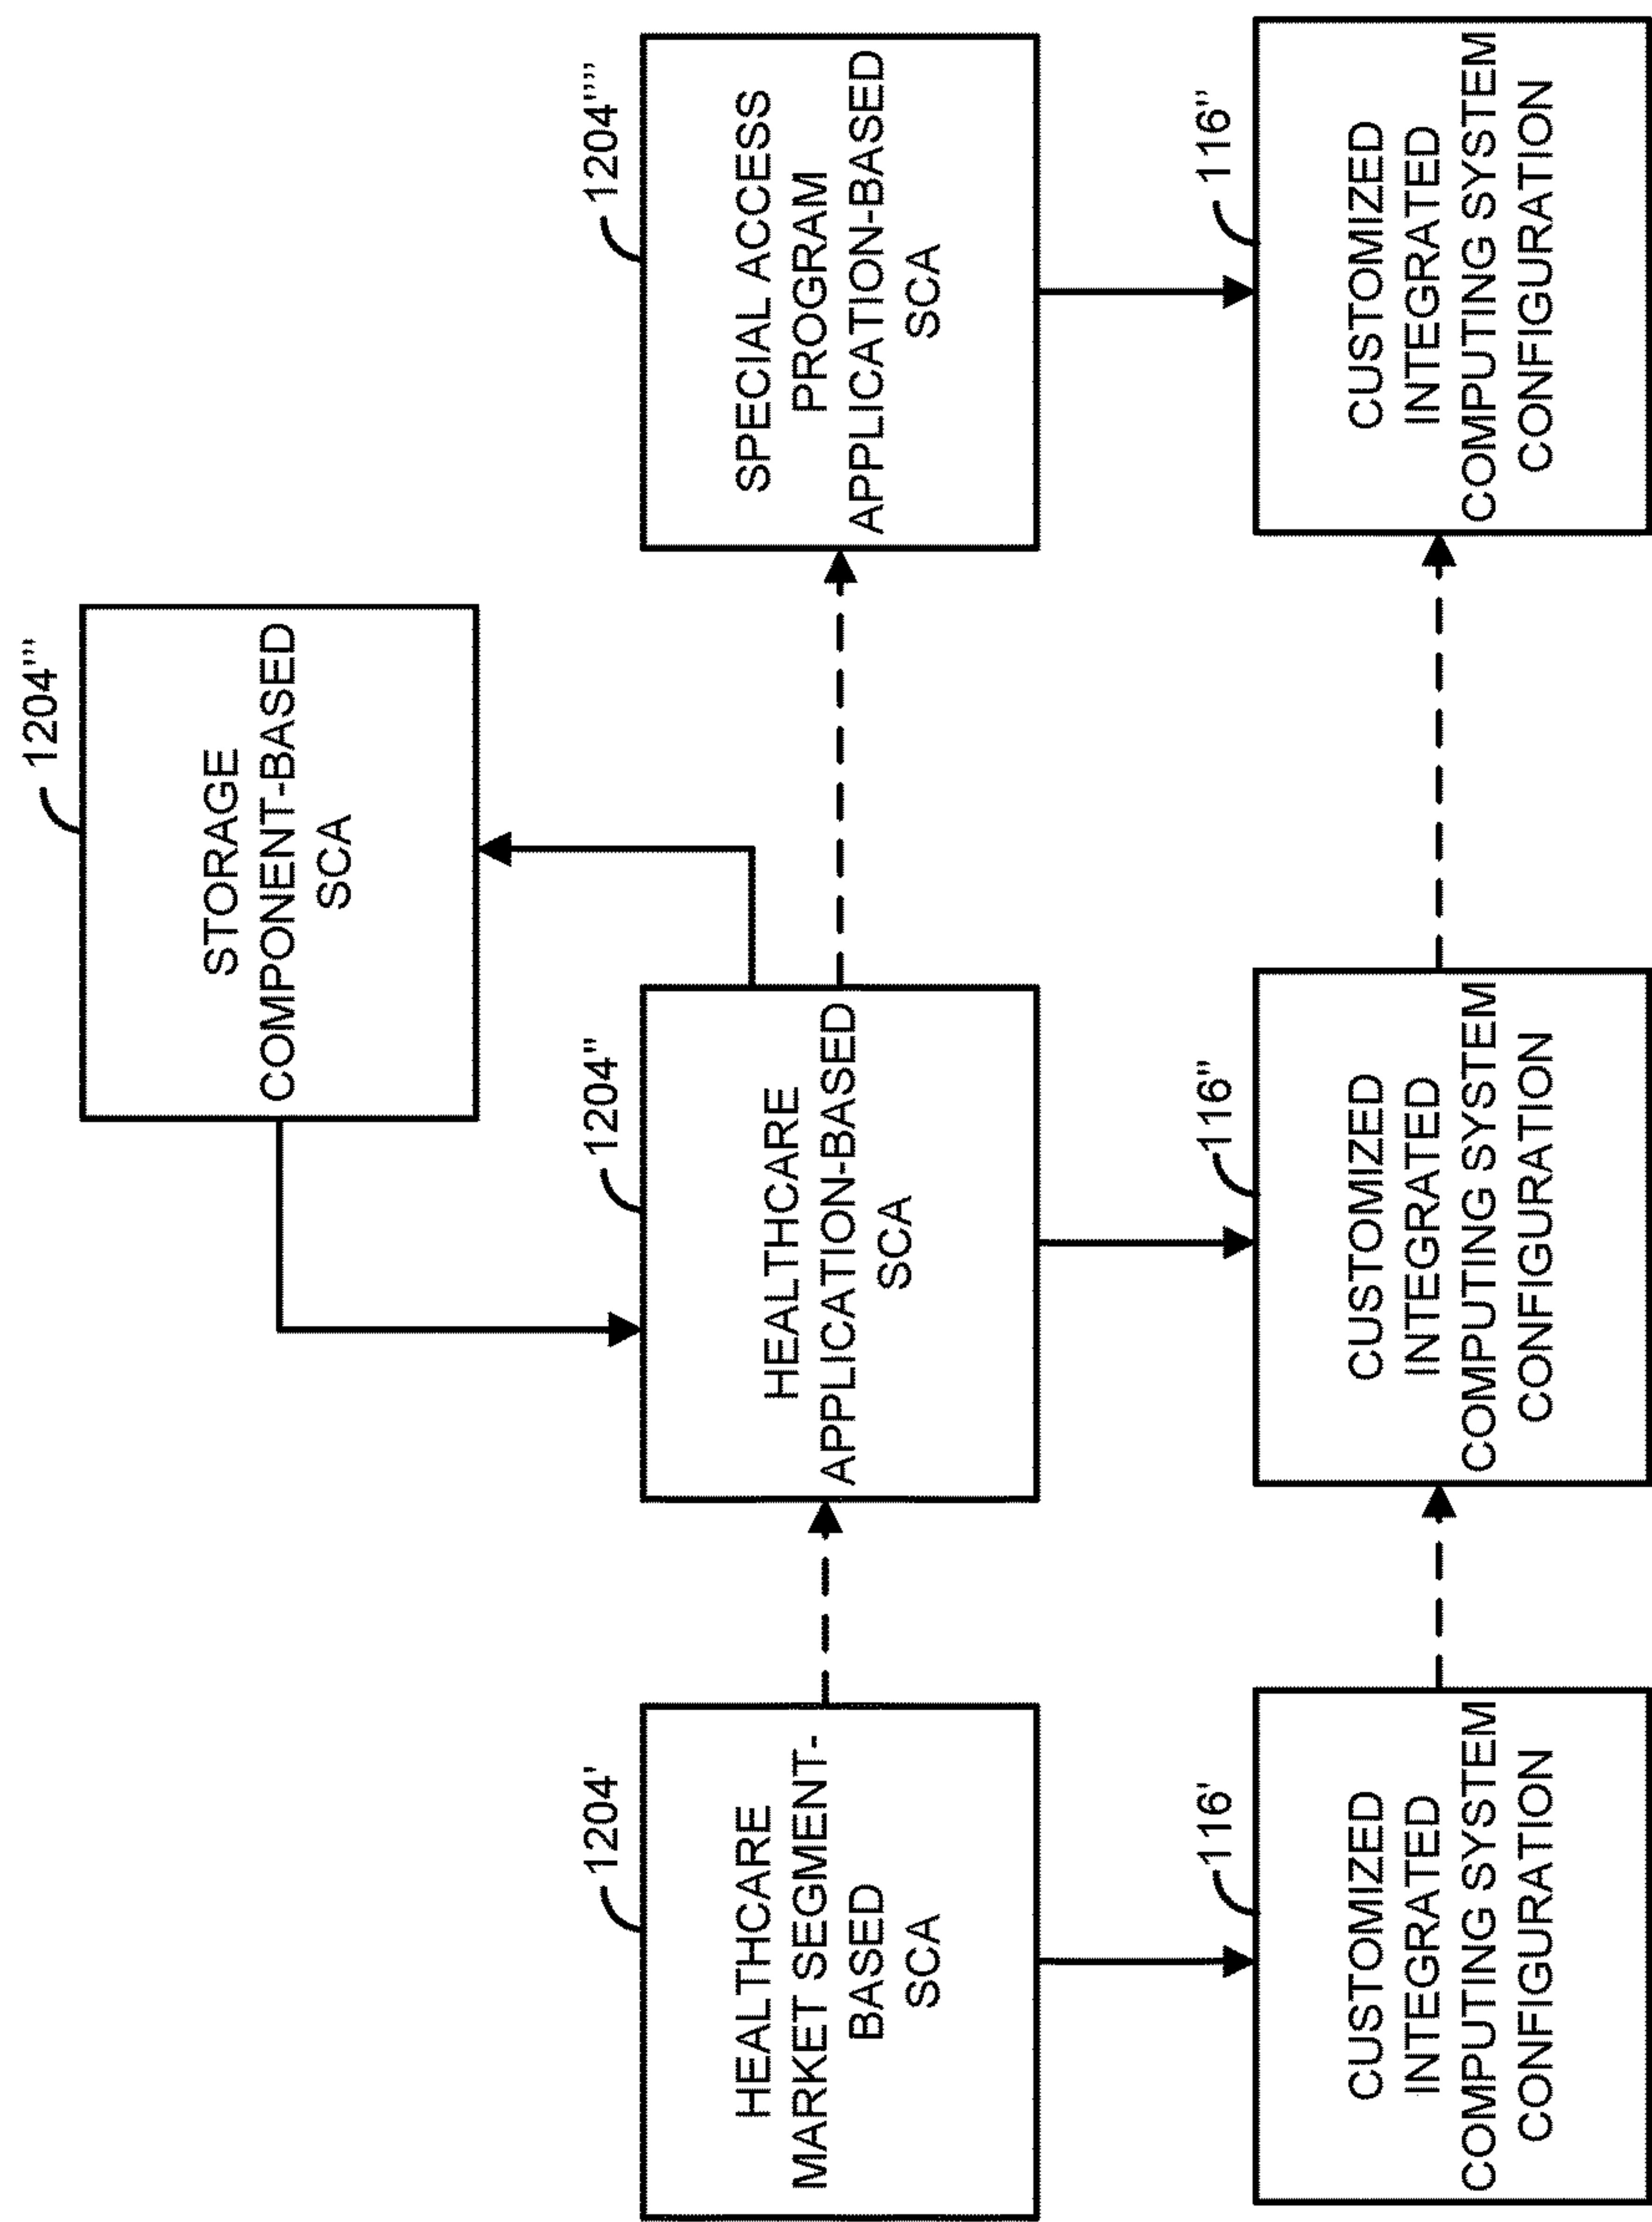 1204'''
STORAGE
COMPONENT-BASED
SCA
1204'
HEALTHCARE
MARKET SEGMENT-
BASED
SCA
1204"
HEALTHCARE
APPLICATION-BASED
SCA
1204''''
SPECIAL ACCESS
PROGRAM
APPLICATION-BASED
SCA
116'
CUSTOMIZED
INTEGRATED
COMPUTING SYSTEM
CONFIGURATION
116''
CUSTOMIZED
INTEGRATED
COMPUTING SYSTEM
CONFIGURATION
116''
CUSTOMIZED
INTEGRATED
COMPUTING SYSTEM
CONFIGURATION